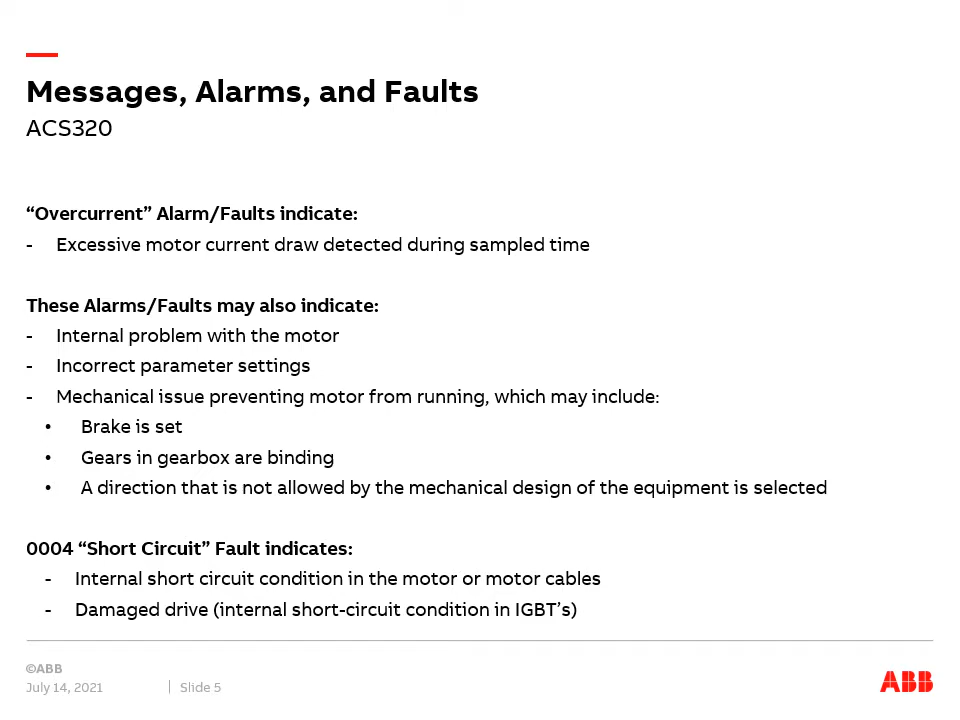 Messages, Alarms, and Faults
ACS320
“Overcurrent” Alarm/Faults indicate:
- Excessive motor current draw detected during sampled time
These Alarms/Faults may also indicate:
- Internal problem with the motor
- Incorrect parameter settings
- Mechanical issue preventing motor from running, which may include:
• Brake is set
• Gears in gearbox are binding
• A direction that is not allowed by the mechanical design of the equipment is selected
0004 “Short Circuit” Fault indicates:
- Internal short circuit condition in the motor or motor cables
- Damaged drive (internal short-circuit condition in IGBT’s)
©ABB
July 14, 2021 | Slide 5
ABB